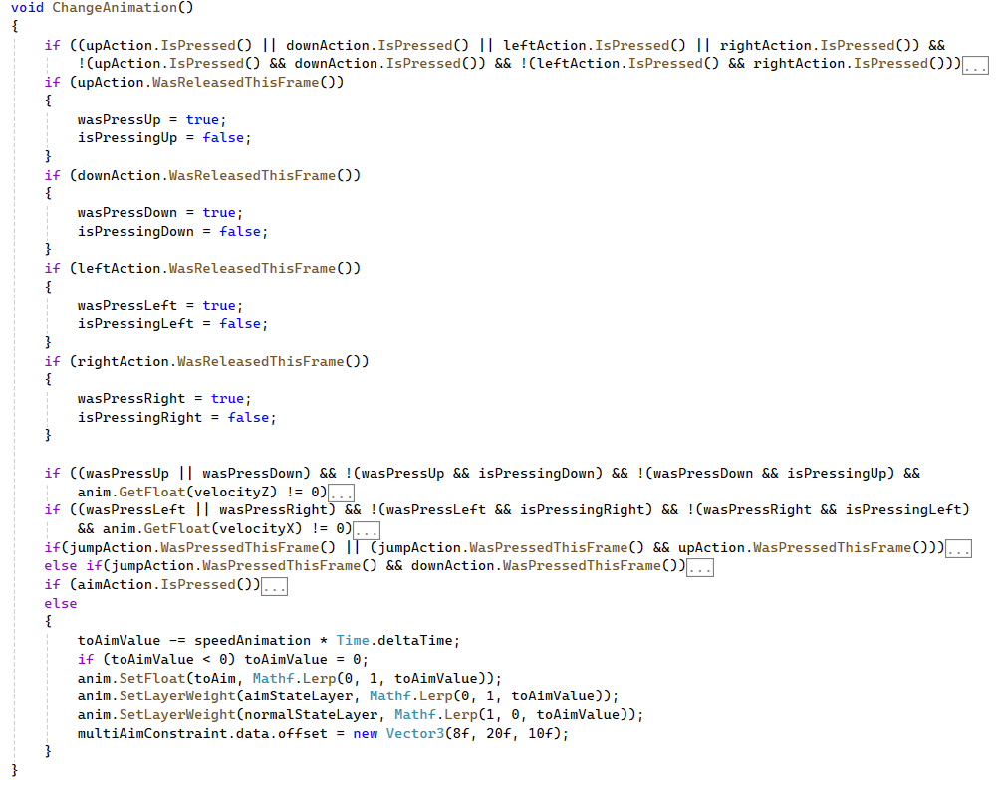 void ChangeAnimation()
{
if ((upAction.IsPressed() || downAction.IsPressed() || leftAction.IsPressed() || rightAction.IsPressed()) &&
!(upAction.IsPressed() && downAction.IsPressed()) && !(leftAction.IsPressed() && rightAction.IsPressed()))...
if (upAction.WasReleasedThisFrame())
{
wasPressUp = true;
isPressingUp = false;
}
if (downAction.WasReleasedThisFrame())
{
wasPressDown = true;
isPressingDown = false;
}
if (leftAction.WasReleasedThisFrame())
{
wasPressLeft = true;
isPressingLeft = false;
}
if (rightAction.WasReleasedThisFrame())
{
wasPressRight = true;
isPressingRight = false;
}
if ((wasPressUp || wasPressDown) && !(wasPressUp && isPressingDown) && !(wasPressDown && isPressingUp) &&
anim.GetFloat(velocityZ) != 0)...
if ((wasPressLeft || wasPressRight) && !(wasPressLeft && isPressingRight) && !(wasPressRight && isPressingLeft)
&& anim.GetFloat(velocityX) != 0)...
if(jumpAction.WasPressedThisFrame() || (jumpAction.WasPressedThisFrame() && upAction.WasPressedThisFrame()))...
else if(jumpAction.WasPressedThisFrame() && downAction.WasPressedThisFrame())...
if (aimAction.IsPressed())...
else
{
toAimValue -= speedAnimation * Time.deltaTime;
if (toAimValue < 0) toAimValue = 0;
anim.SetFloat(toAim, Mathf.Lerp(0, 1, toAimValue));
anim.SetLayerWeight(aimStateLayer, Mathf.Lerp(0, 1, toAimValue));
anim.SetLayerWeight(normalStateLayer, Mathf.Lerp(1, 0, toAimValue));
multiAimConstraint.data.offset = new Vector3(8f, 20f, 10f);
}
}